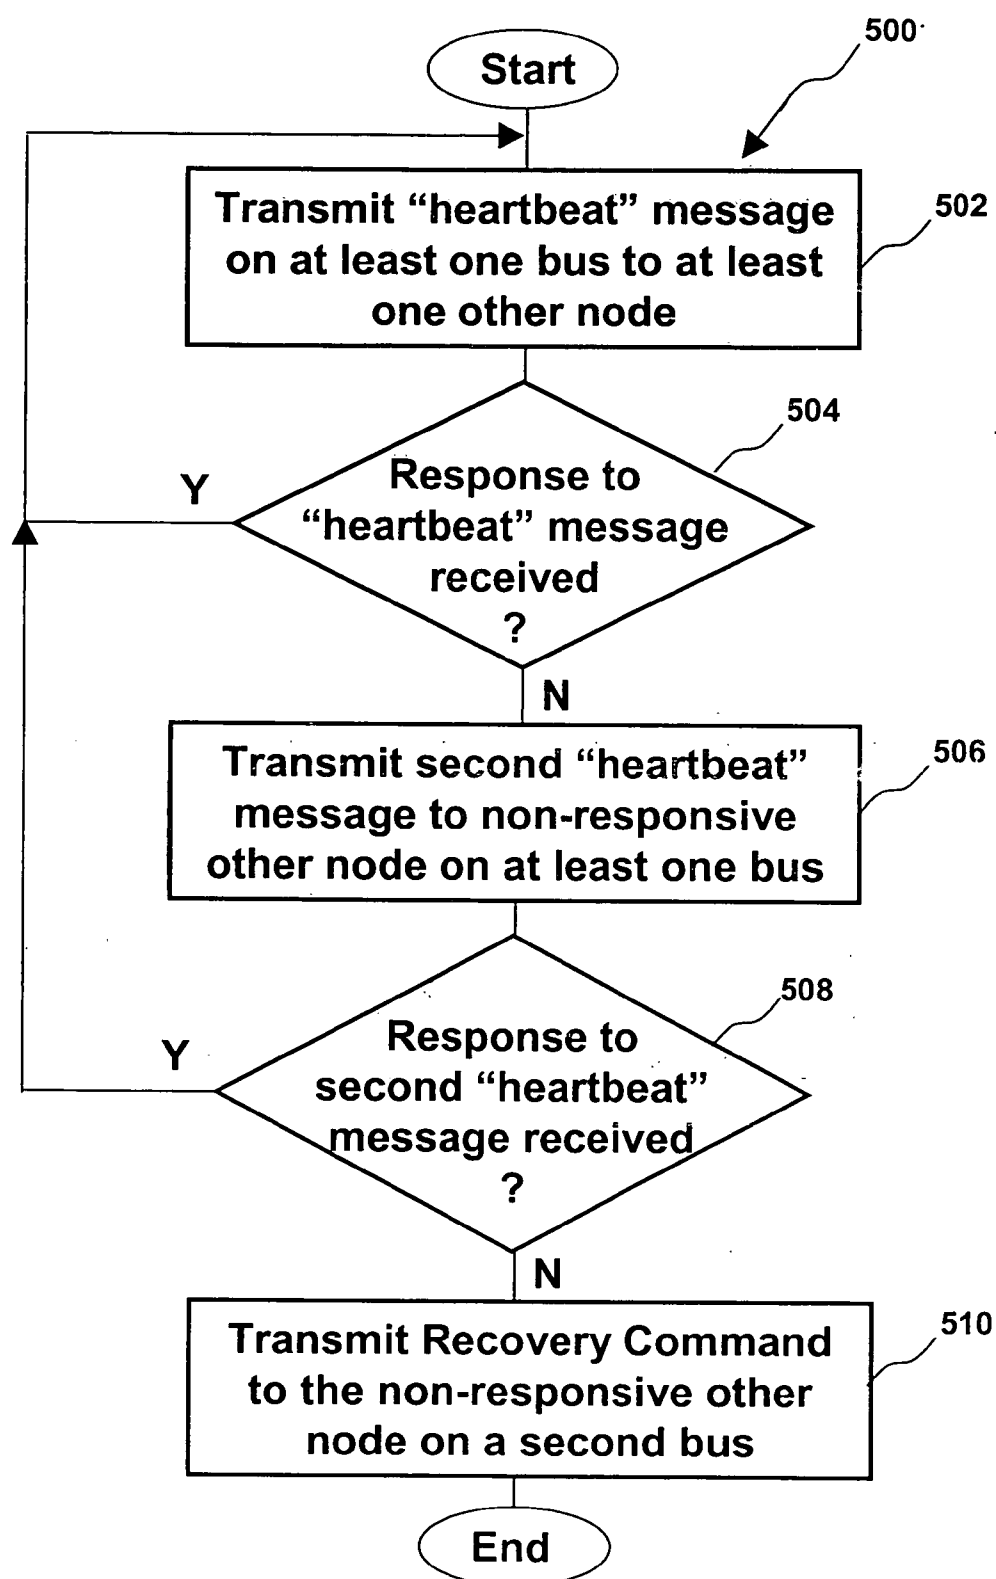 500
Start
Transmit “heartbeat” message
on at least one bus to at least
one other node
502
504
Response to
“heartbeat” message
received
?
Y
N
Transmit second “heartbeat”
message to non-responsive
other node on at least one bus
506
508
Response to
second “heartbeat”
message received
?
Y
N
Transmit Recovery Command
to the non-responsive other
node on a second bus
510
End